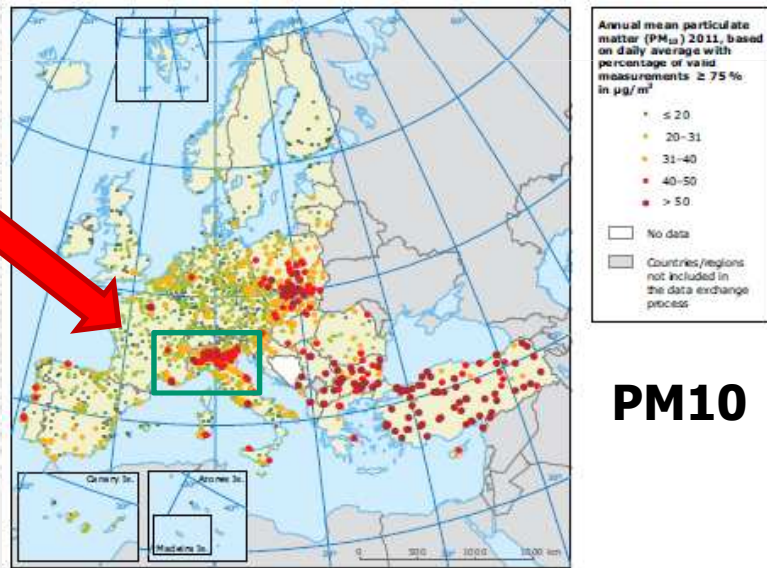 Annual mean particulate
matter (PM₁₀) 2011, based
on daily average with
percentage of valid
measurements ≥ 75 %
in µg/m³
≤ 20
20–31
31–40
40–50
> 50
No data
Countries/regions
not included in
the data exchange
process
PM10
Canary Is.
Azores Is.
Madeira Is.
0 500 1000 1500 km